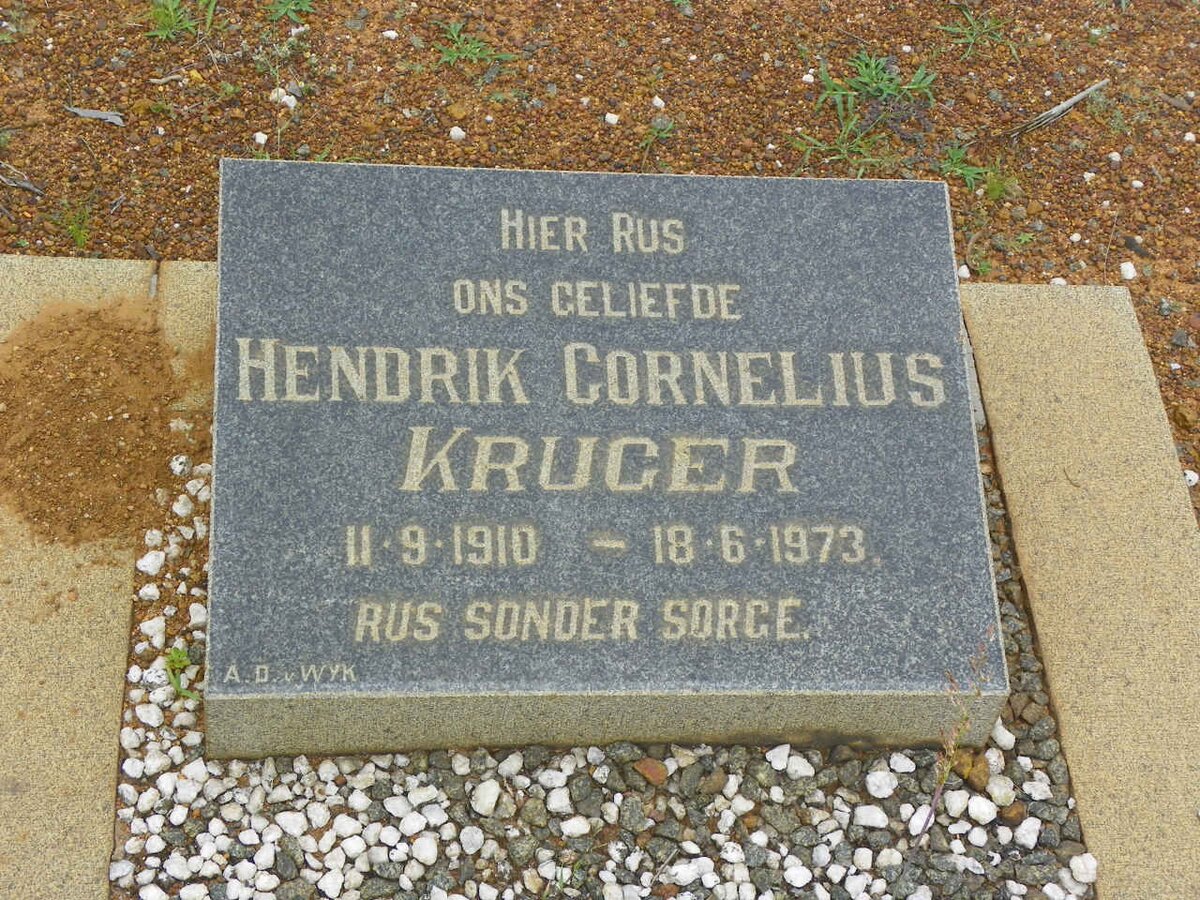 HIER RUS
ONS GELIEFDE
HENDRIK CORNELIUS
KRUGER
11·9·1910 – 18·6·1973.
RUS SONDER SORGE.
A.D. v WYK